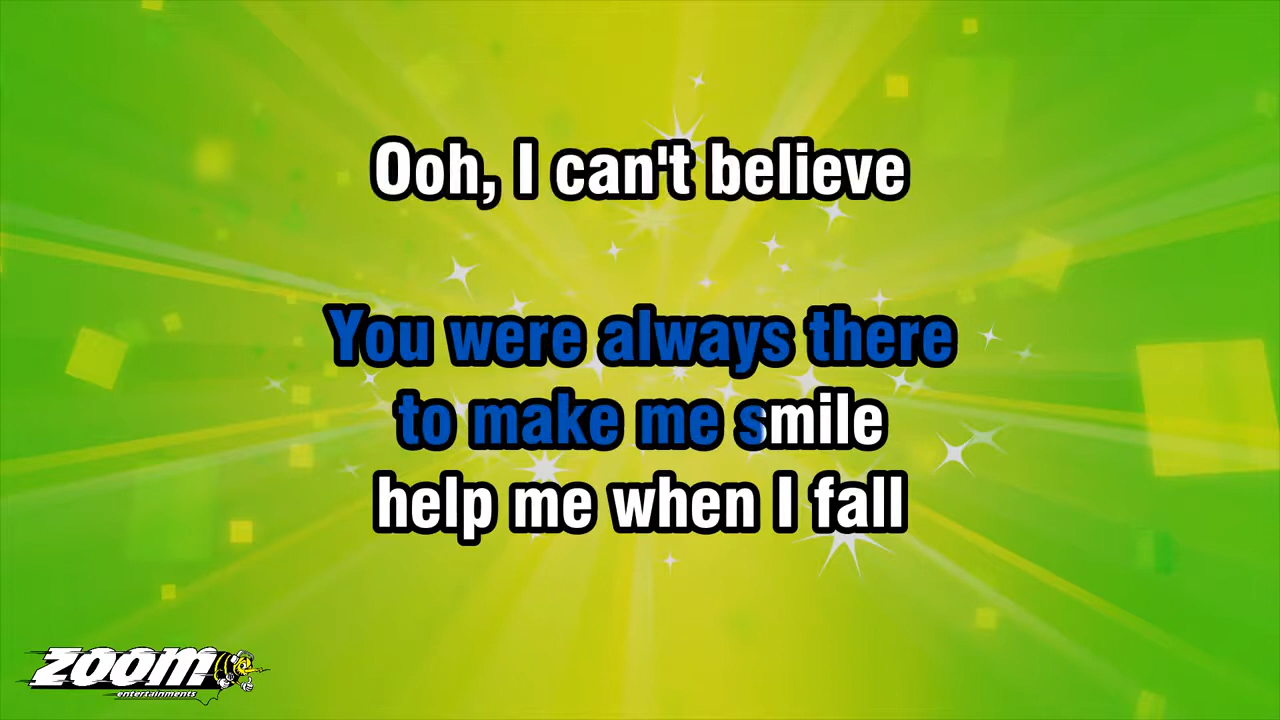 Ooh, I can't believe
You were always there
to make me smile
help me when I fall
ZOOM
entertainments